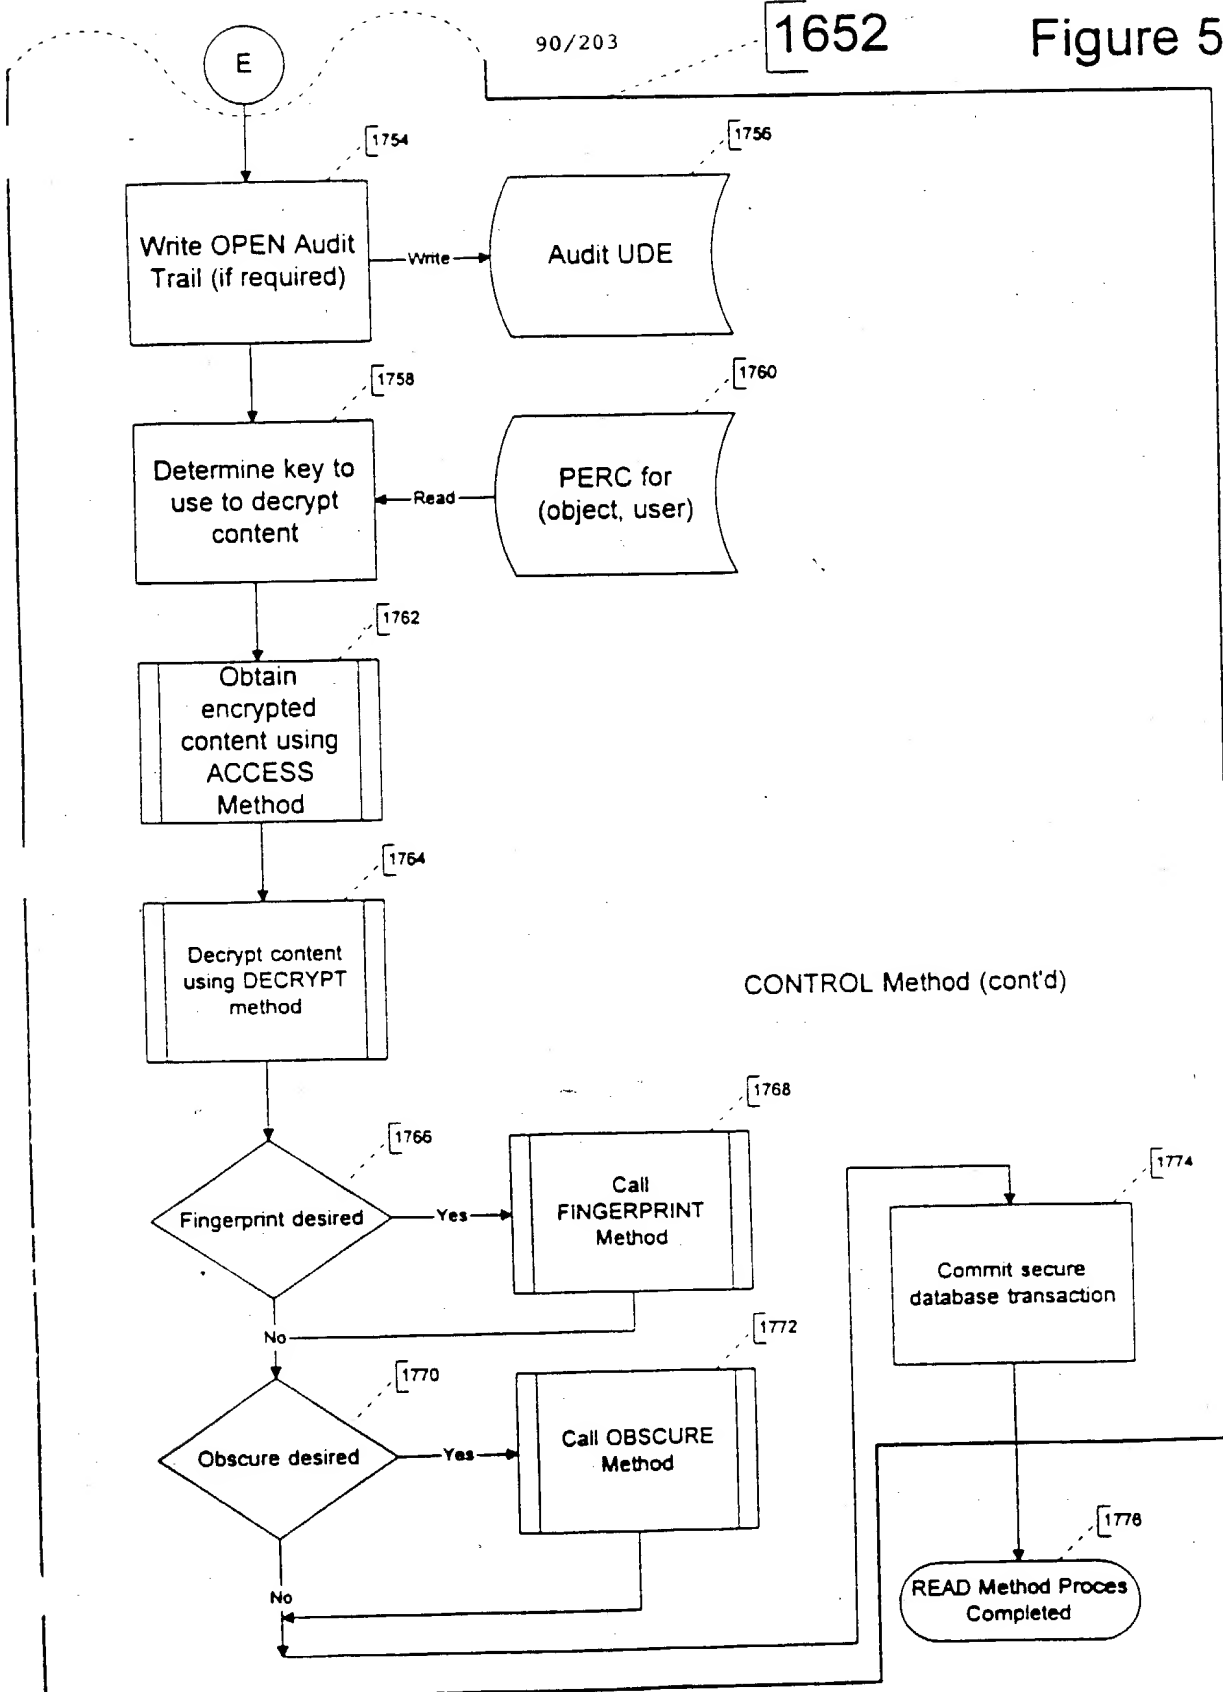 90/203
1652
Figure 5
E
1754
1756
Write OPEN Audit
Trail (if required)
Write
Audit UDE
1758
1760
Determine key to
use to decrypt
content
Read
PERC for
(object, user)
1762
Obtain
encrypted
content using
ACCESS
Method
1764
Decrypt content
using DECRYPT
method
CONTROL Method (cont'd)
1766
1768
Fingerprint desired
Yes
Call
FINGERPRINT
Method
1774
Commit secure
database transaction
No
1770
1772
Obscure desired
Yes
Call OBSCURE
Method
No
1776
READ Method Proces
Completed